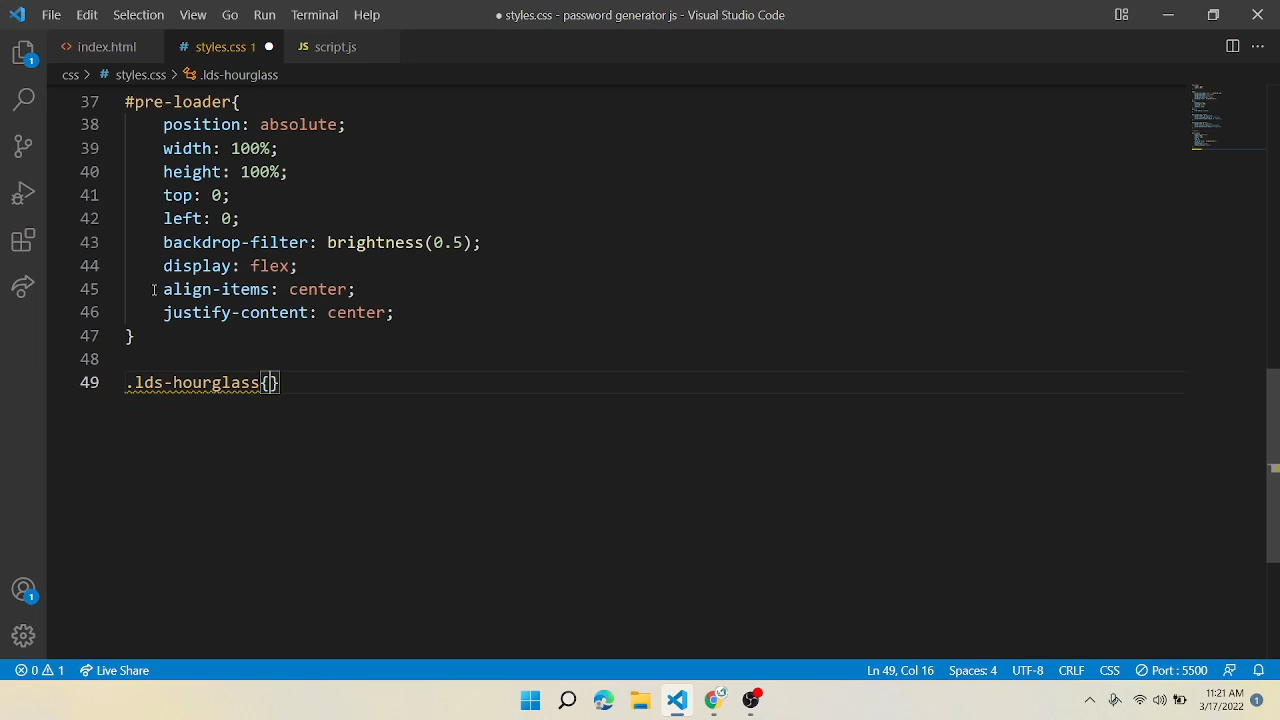 File Edit Selection View Go Run Terminal Help
● styles.css - password generator js - Visual Studio Code
<> index.html # styles.css 1 ● JS script.js
css > # styles.css > .lds-hourglass
37 #pre-loader{
38 position: absolute;
39 width: 100%;
40 height: 100%;
41 top: 0;
42 left: 0;
43 backdrop-filter: brightness(0.5);
44 display: flex;
45 align-items: center;
46 justify-content: center;
47 }
48
49 .lds-hourglass{}
1
1
0 1 Live Share Ln 49, Col 16 Spaces: 4 UTF-8 CRLF CSS Port : 5500
11:21 AM
3/17/2022 1